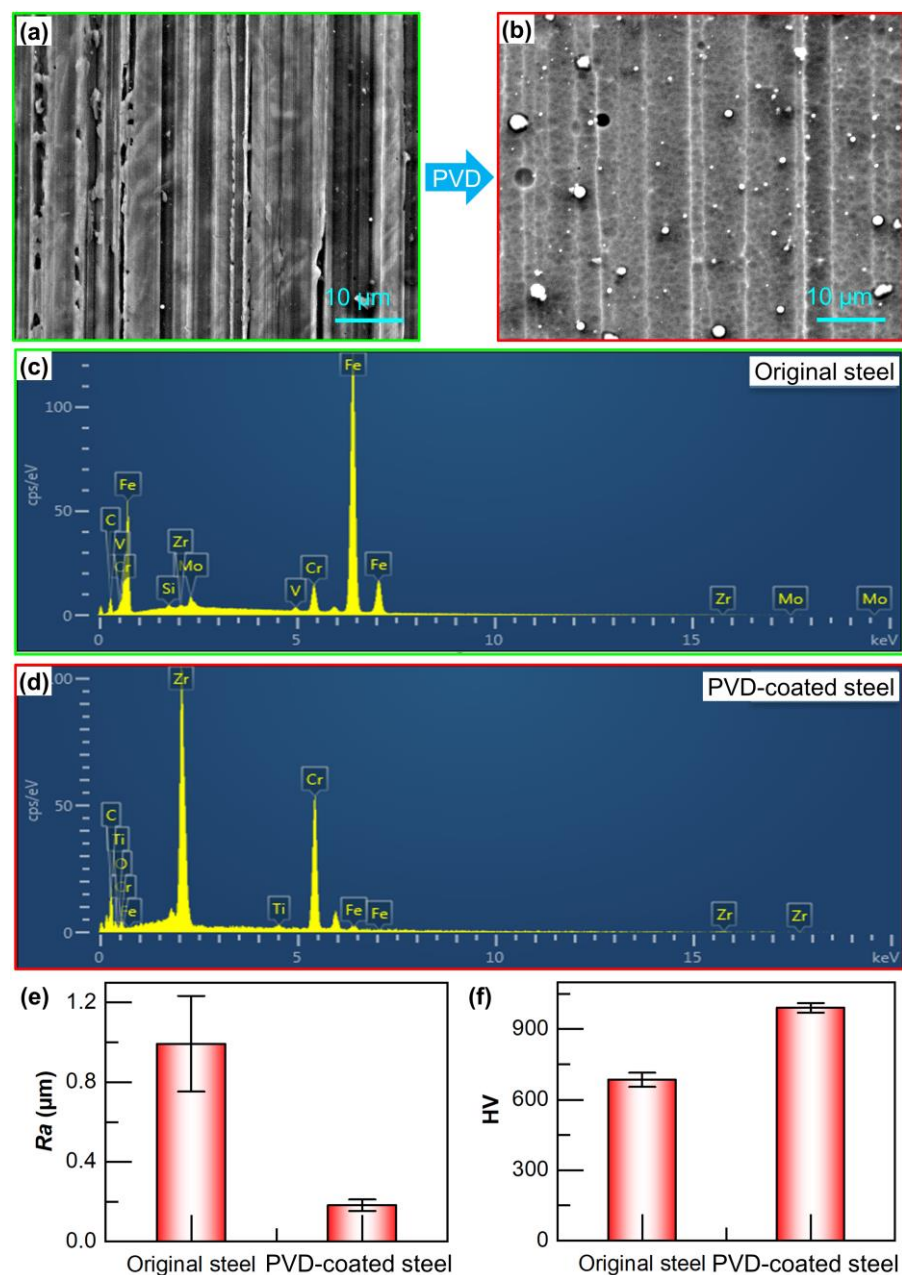 (a)
(b)
PVD
10 µm
10 µm
(c)
Original steel
Fe
100
cps/eV
Fe
50
C
V
Cr
Zr
Mo
Si
V
Cr
Fe
Zr
Mo
Mo
0
0
5
10
15
keV
(d)
PVD-coated steel
100
Zr
cps/eV
Cr
50
C
Ti
O
Cr
Fe
Ti
Fe
Fe
Zr
Zr
0
0
5
10
15
keV
(e)
1.2
0.8
0.4
0.0
Ra (µm)
Original steel PVD-coated steel
(f)
900
600
300
0
HV
Original steel PVD-coated steel